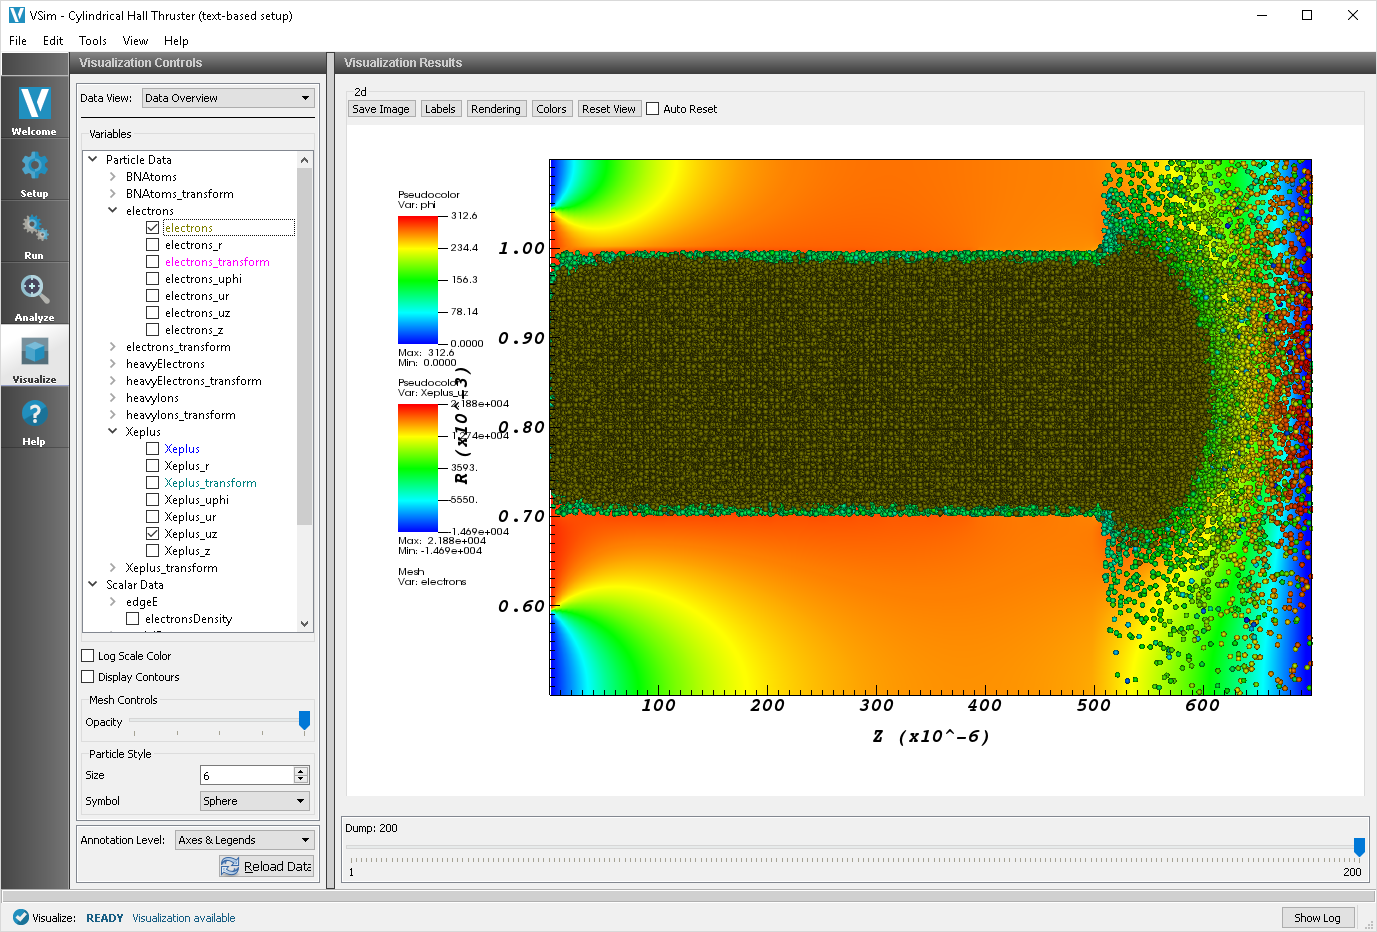 VSim - Cylindrical Hall Thruster (text-based setup)
File Edit Tools View Help
Welcome
Setup
Run
Analyze
Visualize
Help
Visualization Controls
Data View: Data Overview
Variables
Particle Data
BNAtoms
BNAtoms_transform
electrons
electrons
electrons_r
electrons_transform
electrons_uphi
electrons_ur
electrons_uz
electrons_z
electrons_transform
heavyElectrons
heavyElectrons_transform
heavyIons
heavyIons_transform
Xeplus
Xeplus
Xeplus_r
Xeplus_transform
Xeplus_uphi
Xeplus_ur
Xeplus_uz
Xeplus_z
Xeplus_transform
Scalar Data
edgeE
electronsDensity
Log Scale Color
Display Contours
Mesh Controls
Opacity
Particle Style
Size 6
Symbol Sphere
Annotation Level: Axes & Legends
Reload Data
Visualization Results
2d
Save Image Labels Rendering Colors Reset View Auto Reset
Pseudocolor
Var: phi
312.6
234.4
156.3
78.14
0.0000
Max: 312.6
Min: 0.0000
Pseudocolor
Var: Xeplus_uz
2.188e+004
1.274e+004
3593.
-5550.
-1.469e+004
Max: 2.188e+004
Min: -1.469e+004
Mesh
Var: electrons
R (x10^-3)
1.00
0.90
0.80
0.70
0.60
100 200 300 400 500 600
Z (x10^-6)
Dump: 200
1 200
Visualize: READY Visualization available
Show Log